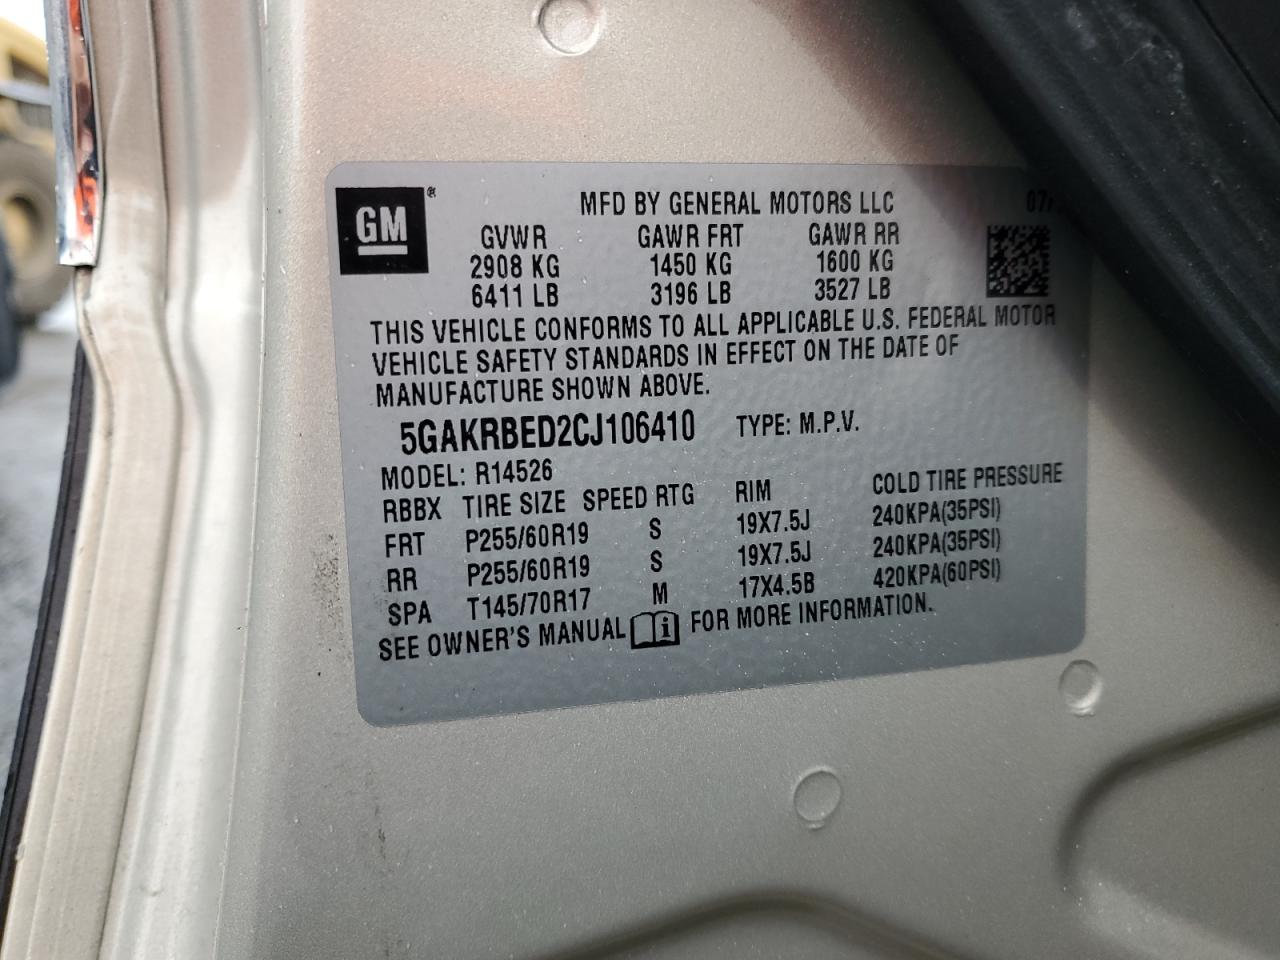 GM ®
MFD BY GENERAL MOTORS LLC 07/
GVWR GAWR FRT GAWR RR
2908 KG 1450 KG 1600 KG
6411 LB 3196 LB 3527 LB
THIS VEHICLE CONFORMS TO ALL APPLICABLE U.S. FEDERAL MOTOR
VEHICLE SAFETY STANDARDS IN EFFECT ON THE DATE OF
MANUFACTURE SHOWN ABOVE.
5GAKRBED2CJ106410 TYPE: M.P.V.
MODEL: R14526
RBBX TIRE SIZE SPEED RTG RIM COLD TIRE PRESSURE
FRT P255/60R19 S 19X7.5J 240KPA(35PSI)
RR P255/60R19 S 19X7.5J 240KPA(35PSI)
SPA T145/70R17 M 17X4.5B 420KPA(60PSI)
SEE OWNER'S MANUAL i FOR MORE INFORMATION.